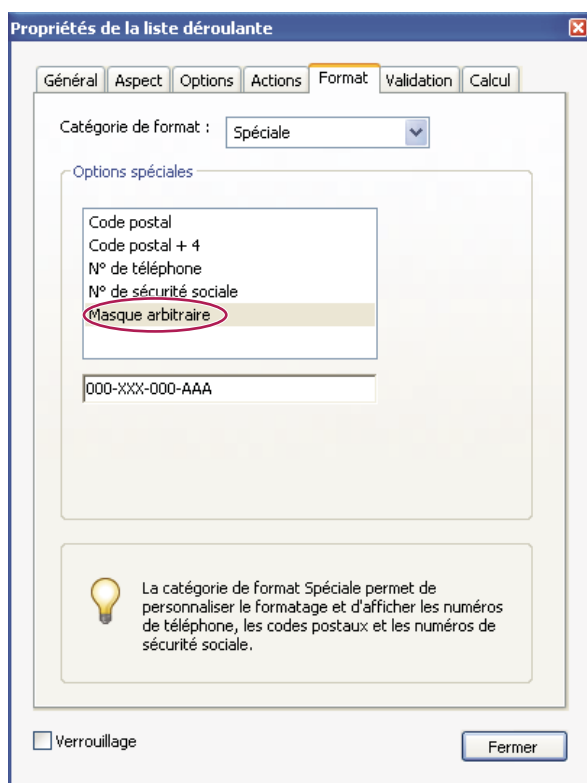 Propriétés de la liste déroulante
Général Aspect Options Actions Format Validation Calcul
Catégorie de format : Spéciale
Options spéciales
Code postal
Code postal + 4
N° de téléphone
N° de sécurité sociale
Masque arbitraire
000-XXX-000-AAA
La catégorie de format Spéciale permet de
personnaliser le formatage et d'afficher les numéros
de téléphone, les codes postaux et les numéros de
sécurité sociale.
Verrouillage Fermer